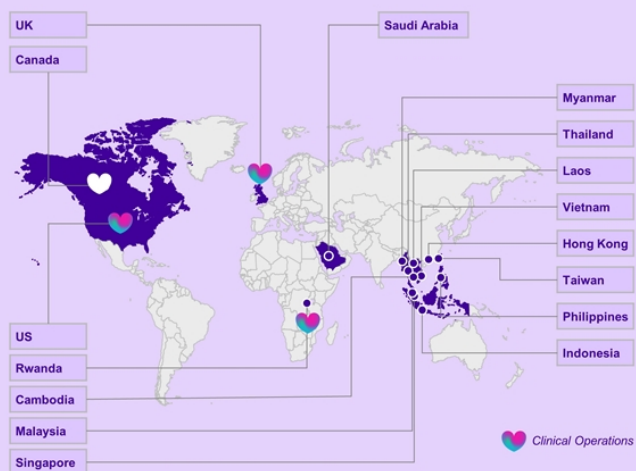 UK
Canada
Saudi Arabia
Myanmar
Thailand
Laos
Vietnam
Hong Kong
Taiwan
Philippines
Indonesia
US
Rwanda
Cambodia
Malaysia
Singapore
Clinical Operations